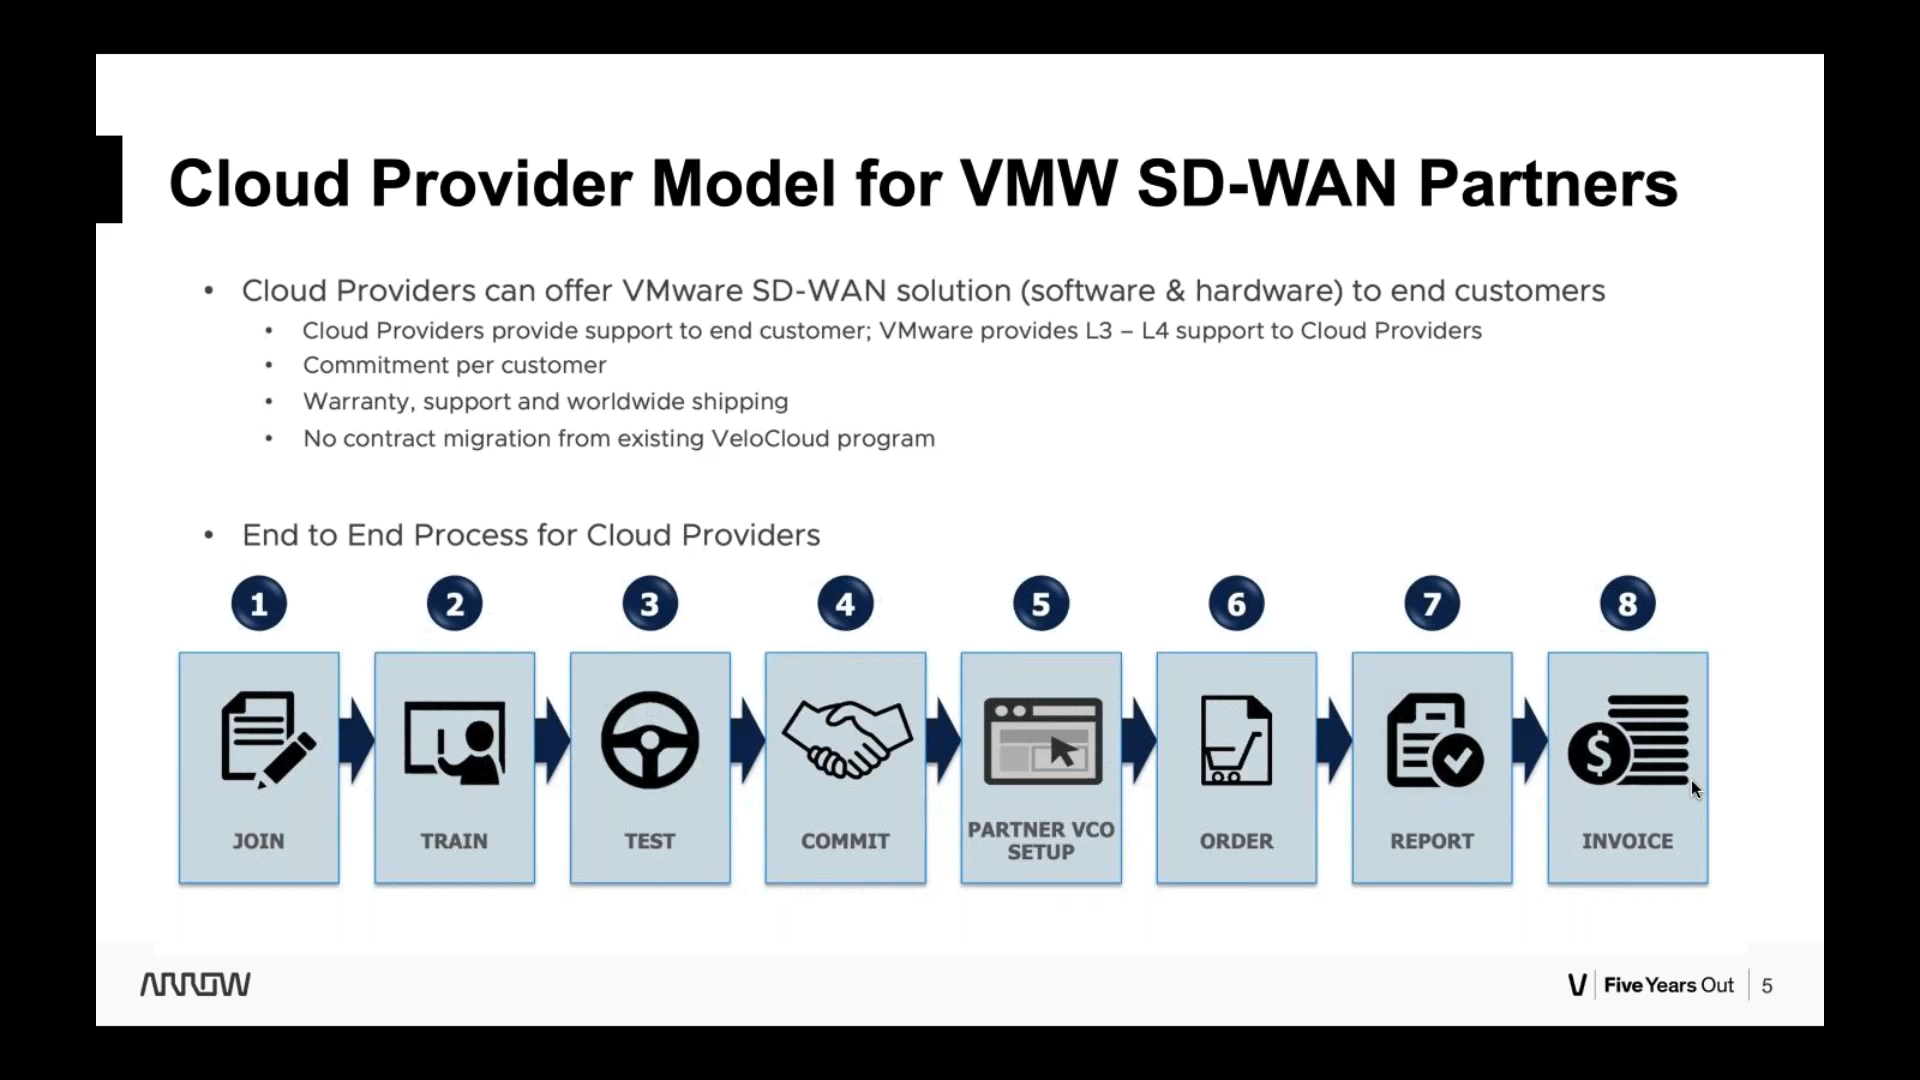 Cloud Provider Model for VMW SD-WAN Partners
• Cloud Providers can offer VMware SD-WAN solution (software & hardware) to end customers
• Cloud Providers provide support to end customer; VMware provides L3 – L4 support to Cloud Providers
• Commitment per customer
• Warranty, support and worldwide shipping
• No contract migration from existing VeloCloud program
• End to End Process for Cloud Providers
1 2 3 4 5 6 7 8
JOIN
TRAIN
TEST
COMMIT
PARTNER VCO
SETUP
ORDER
REPORT
$
INVOICE
ARROW
V | Five Years Out | 5